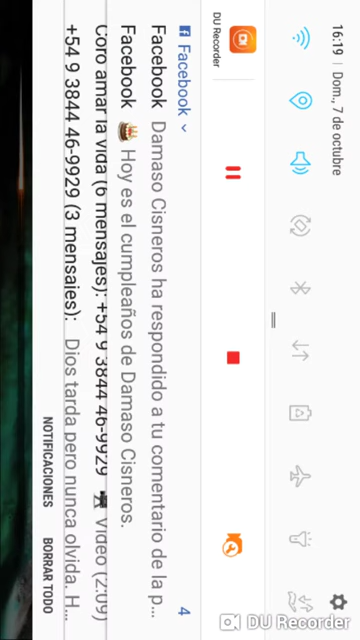 16:19 | Dom., 7 de octubre
DU Recorder
Facebook
4
Facebook Damaso Cisneros ha respondido a tu comentario de la p...
Facebook 🎂 Hoy es el cumpleaños de Damaso Cisneros.
Coro amar la vida (6 mensajes): +54 9 3844 46-9929 Video (2:09)
+54 9 3844 46-9929 (3 mensajes): Dios tarda pero nunca olvida. H...
NOTIFICACIONES BORRAR TODO
DU Recorder